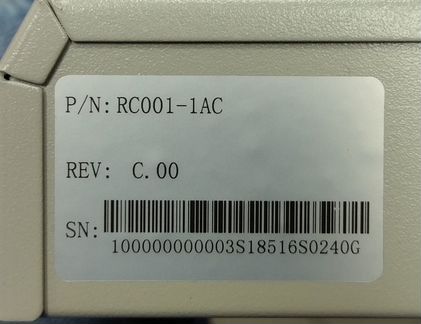 P/N: RC001-1AC
REV: C.00
SN:
100000000003S18516S0240G